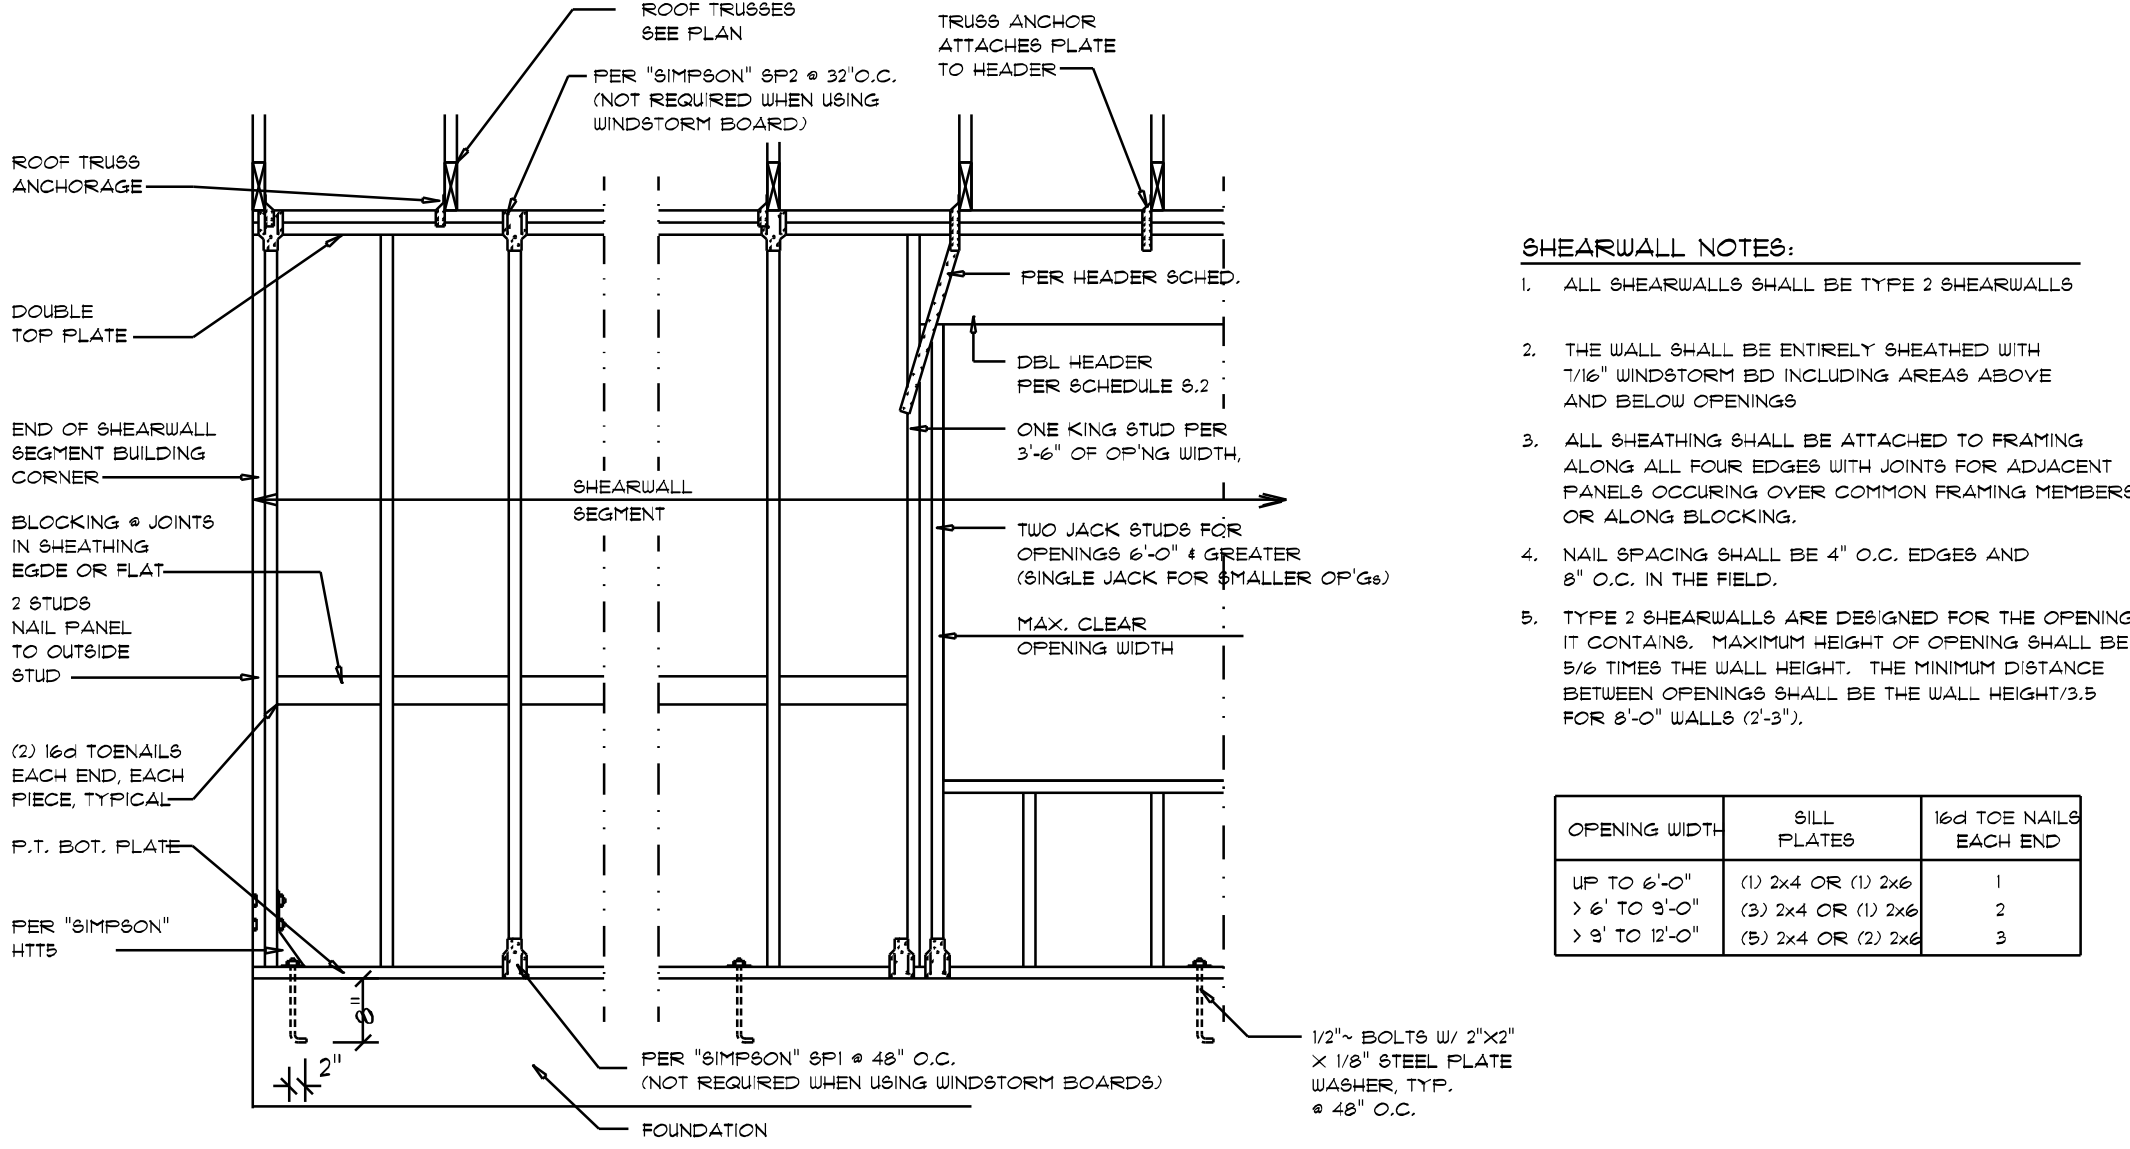 ROOF TRUSSES
SEE PLAN
TRUSS ANCHOR
ATTACHES PLATE
TO HEADER
PER "SIMPSON" SP2 @ 32"O.C.
(NOT REQUIRED WHEN USING
WINDSTORM BOARD)
ROOF TRUSS
ANCHORAGE
DOUBLE
TOP PLATE
END OF SHEARWALL
SEGMENT BUILDING
CORNER
BLOCKING @ JOINTS
IN SHEATHING
EGDE OR FLAT
2 STUDS
NAIL PANEL
TO OUTSIDE
STUD
(2) 16d TOENAILS
EACH END, EACH
PIECE, TYPICAL
P.T. BOT. PLATE
PER "SIMPSON"
HTT5
SHEARWALL
SEGMENT
PER HEADER SCHED.
DBL HEADER
PER SCHEDULE S.2
ONE KING STUD PER
3'-6" OF OP'NG WIDTH,
TWO JACK STUDS FOR
OPENINGS 6'-0" & GREATER
(SINGLE JACK FOR SMALLER OP'Gs)
MAX. CLEAR
OPENING WIDTH
8"
2"
PER "SIMPSON" SP1 @ 48" O.C.
(NOT REQUIRED WHEN USING WINDSTORM BOARDS)
FOUNDATION
1/2"~ BOLTS W/ 2"X2"
X 1/8" STEEL PLATE
WASHER, TYP.
@ 48" O.C.
SHEARWALL NOTES:
1. ALL SHEARWALLS SHALL BE TYPE 2 SHEARWALLS
2. THE WALL SHALL BE ENTIRELY SHEATHED WITH
7/16" WINDSTORM BD INCLUDING AREAS ABOVE
AND BELOW OPENINGS
3. ALL SHEATHING SHALL BE ATTACHED TO FRAMING
ALONG ALL FOUR EDGES WITH JOINTS FOR ADJACENT
PANELS OCCURING OVER COMMON FRAMING MEMBERS
OR ALONG BLOCKING.
4. NAIL SPACING SHALL BE 4" O.C. EDGES AND
8" O.C. IN THE FIELD.
5. TYPE 2 SHEARWALLS ARE DESIGNED FOR THE OPENING
IT CONTAINS. MAXIMUM HEIGHT OF OPENING SHALL BE
5/6 TIMES THE WALL HEIGHT. THE MINIMUM DISTANCE
BETWEEN OPENINGS SHALL BE THE WALL HEIGHT/3.5
FOR 8'-0" WALLS (2'-3").
OPENING WIDTH
SILL
PLATES
16d TOE NAILS
EACH END
UP TO 6'-0" (1) 2x4 OR (1) 2x6 1
> 6' TO 9'-0" (3) 2x4 OR (1) 2x6 2
> 9' TO 12'-0" (5) 2x4 OR (2) 2x6 3